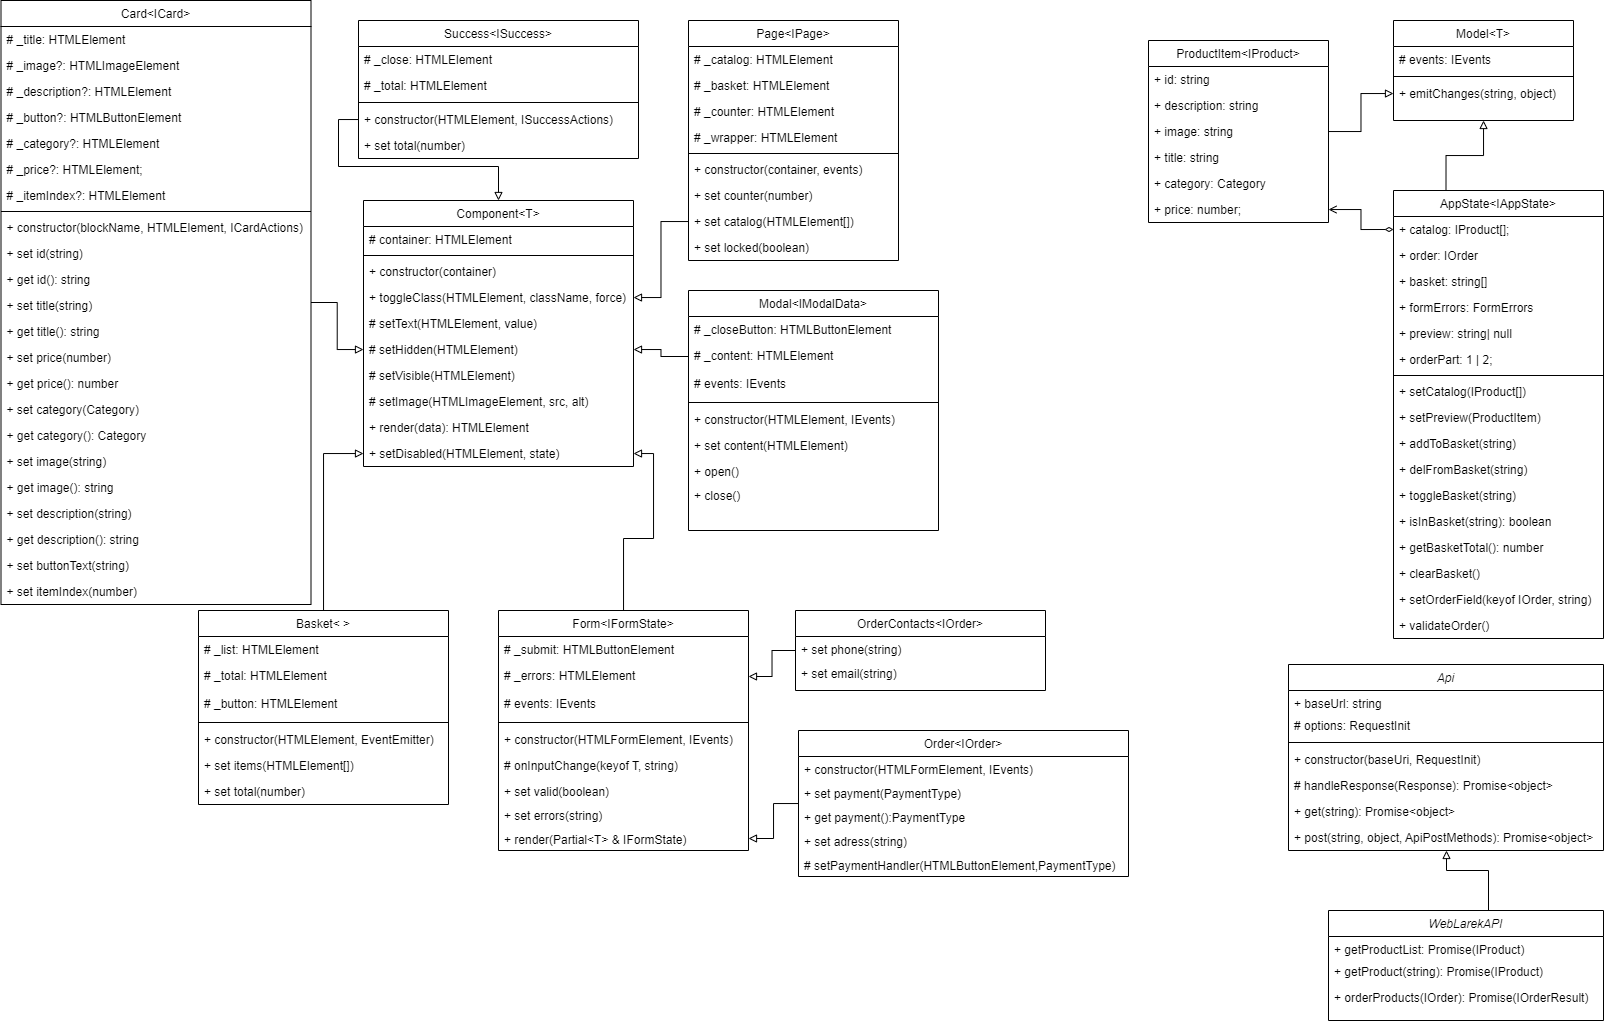 Card<ICard>
# _title: HTMLElement
# _image?: HTMLImageElement
# _description?: HTMLElement
# _button?: HTMLButtonElement
# _category?: HTMLElement
# _price?: HTMLElement;
# _itemIndex?: HTMLElement
+ constructor(blockName, HTMLElement, ICardActions)
+ set id(string)
+ get id(): string
+ set title(string)
+ get title(): string
+ set price(number)
+ get price(): number
+ set category(Category)
+ get category(): Category
+ set image(string)
+ get image(): string
+ set description(string)
+ get description(): string
+ set buttonText(string)
+ set itemIndex(number)
Success<ISuccess>
# _close: HTMLElement
# _total: HTMLElement
+ constructor(HTMLElement, ISuccessActions)
+ set total(number)
Component<T>
# container: HTMLElement
+ constructor(container)
+ toggleClass(HTMLElement, className, force)
# setText(HTMLElement, value)
# setHidden(HTMLElement)
# setVisible(HTMLElement)
# setImage(HTMLImageElement, src, alt)
+ render(data): HTMLElement
+ setDisabled(HTMLElement, state)
Page<IPage>
# _catalog: HTMLElement
# _basket: HTMLElement
# _counter: HTMLElement
# _wrapper: HTMLElement
+ constructor(container, events)
+ set counter(number)
+ set catalog(HTMLElement[])
+ set locked(boolean)
Modal<IModalData>
# _closeButton: HTMLButtonElement
# _content: HTMLElement
# events: IEvents
+ constructor(HTMLElement, IEvents)
+ set content(HTMLElement)
+ open()
+ close()
Basket< >
# _list: HTMLElement
# _total: HTMLElement
# _button: HTMLElement
+ constructor(HTMLElement, EventEmitter)
+ set items(HTMLElement[])
+ set total(number)
Form<IFormState>
# _submit: HTMLButtonElement
# _errors: HTMLElement
# events: IEvents
+ constructor(HTMLFormElement, IEvents)
# onInputChange(keyof T, string)
+ set valid(boolean)
+ set errors(string)
+ render(Partial<T> & IFormState)
OrderContacts<IOrder>
+ set phone(string)
+ set email(string)
Order<IOrder>
+ constructor(HTMLFormElement, IEvents)
+ set payment(PaymentType)
+ get payment():PaymentType
+ set adress(string)
# setPaymentHandler(HTMLButtonElement,PaymentType)
ProductItem<IProduct>
+ id: string
+ description: string
+ image: string
+ title: string
+ category: Category
+ price: number;
Model<T>
# events: IEvents
+ emitChanges(string, object)
AppState<IAppState>
+ catalog: IProduct[];
+ order: IOrder
+ basket: string[]
+ formErrors: FormErrors
+ preview: string| null
+ orderPart: 1 | 2;
+ setCatalog(IProduct[])
+ setPreview(ProductItem)
+ addToBasket(string)
+ delFromBasket(string)
+ toggleBasket(string)
+ isInBasket(string): boolean
+ getBasketTotal(): number
+ clearBasket()
+ setOrderField(keyof IOrder, string)
+ validateOrder()
Api
+ baseUrl: string
# options: RequestInit
+ constructor(baseUri, RequestInit)
# handleResponse(Response): Promise<object>
+ get(string): Promise<object>
+ post(string, object, ApiPostMethods): Promise<object>
WebLarekAPI
+ getProductList: Promise(IProduct)
+ getProduct(string): Promise(IProduct)
+ orderProducts(IOrder): Promise(IOrderResult)